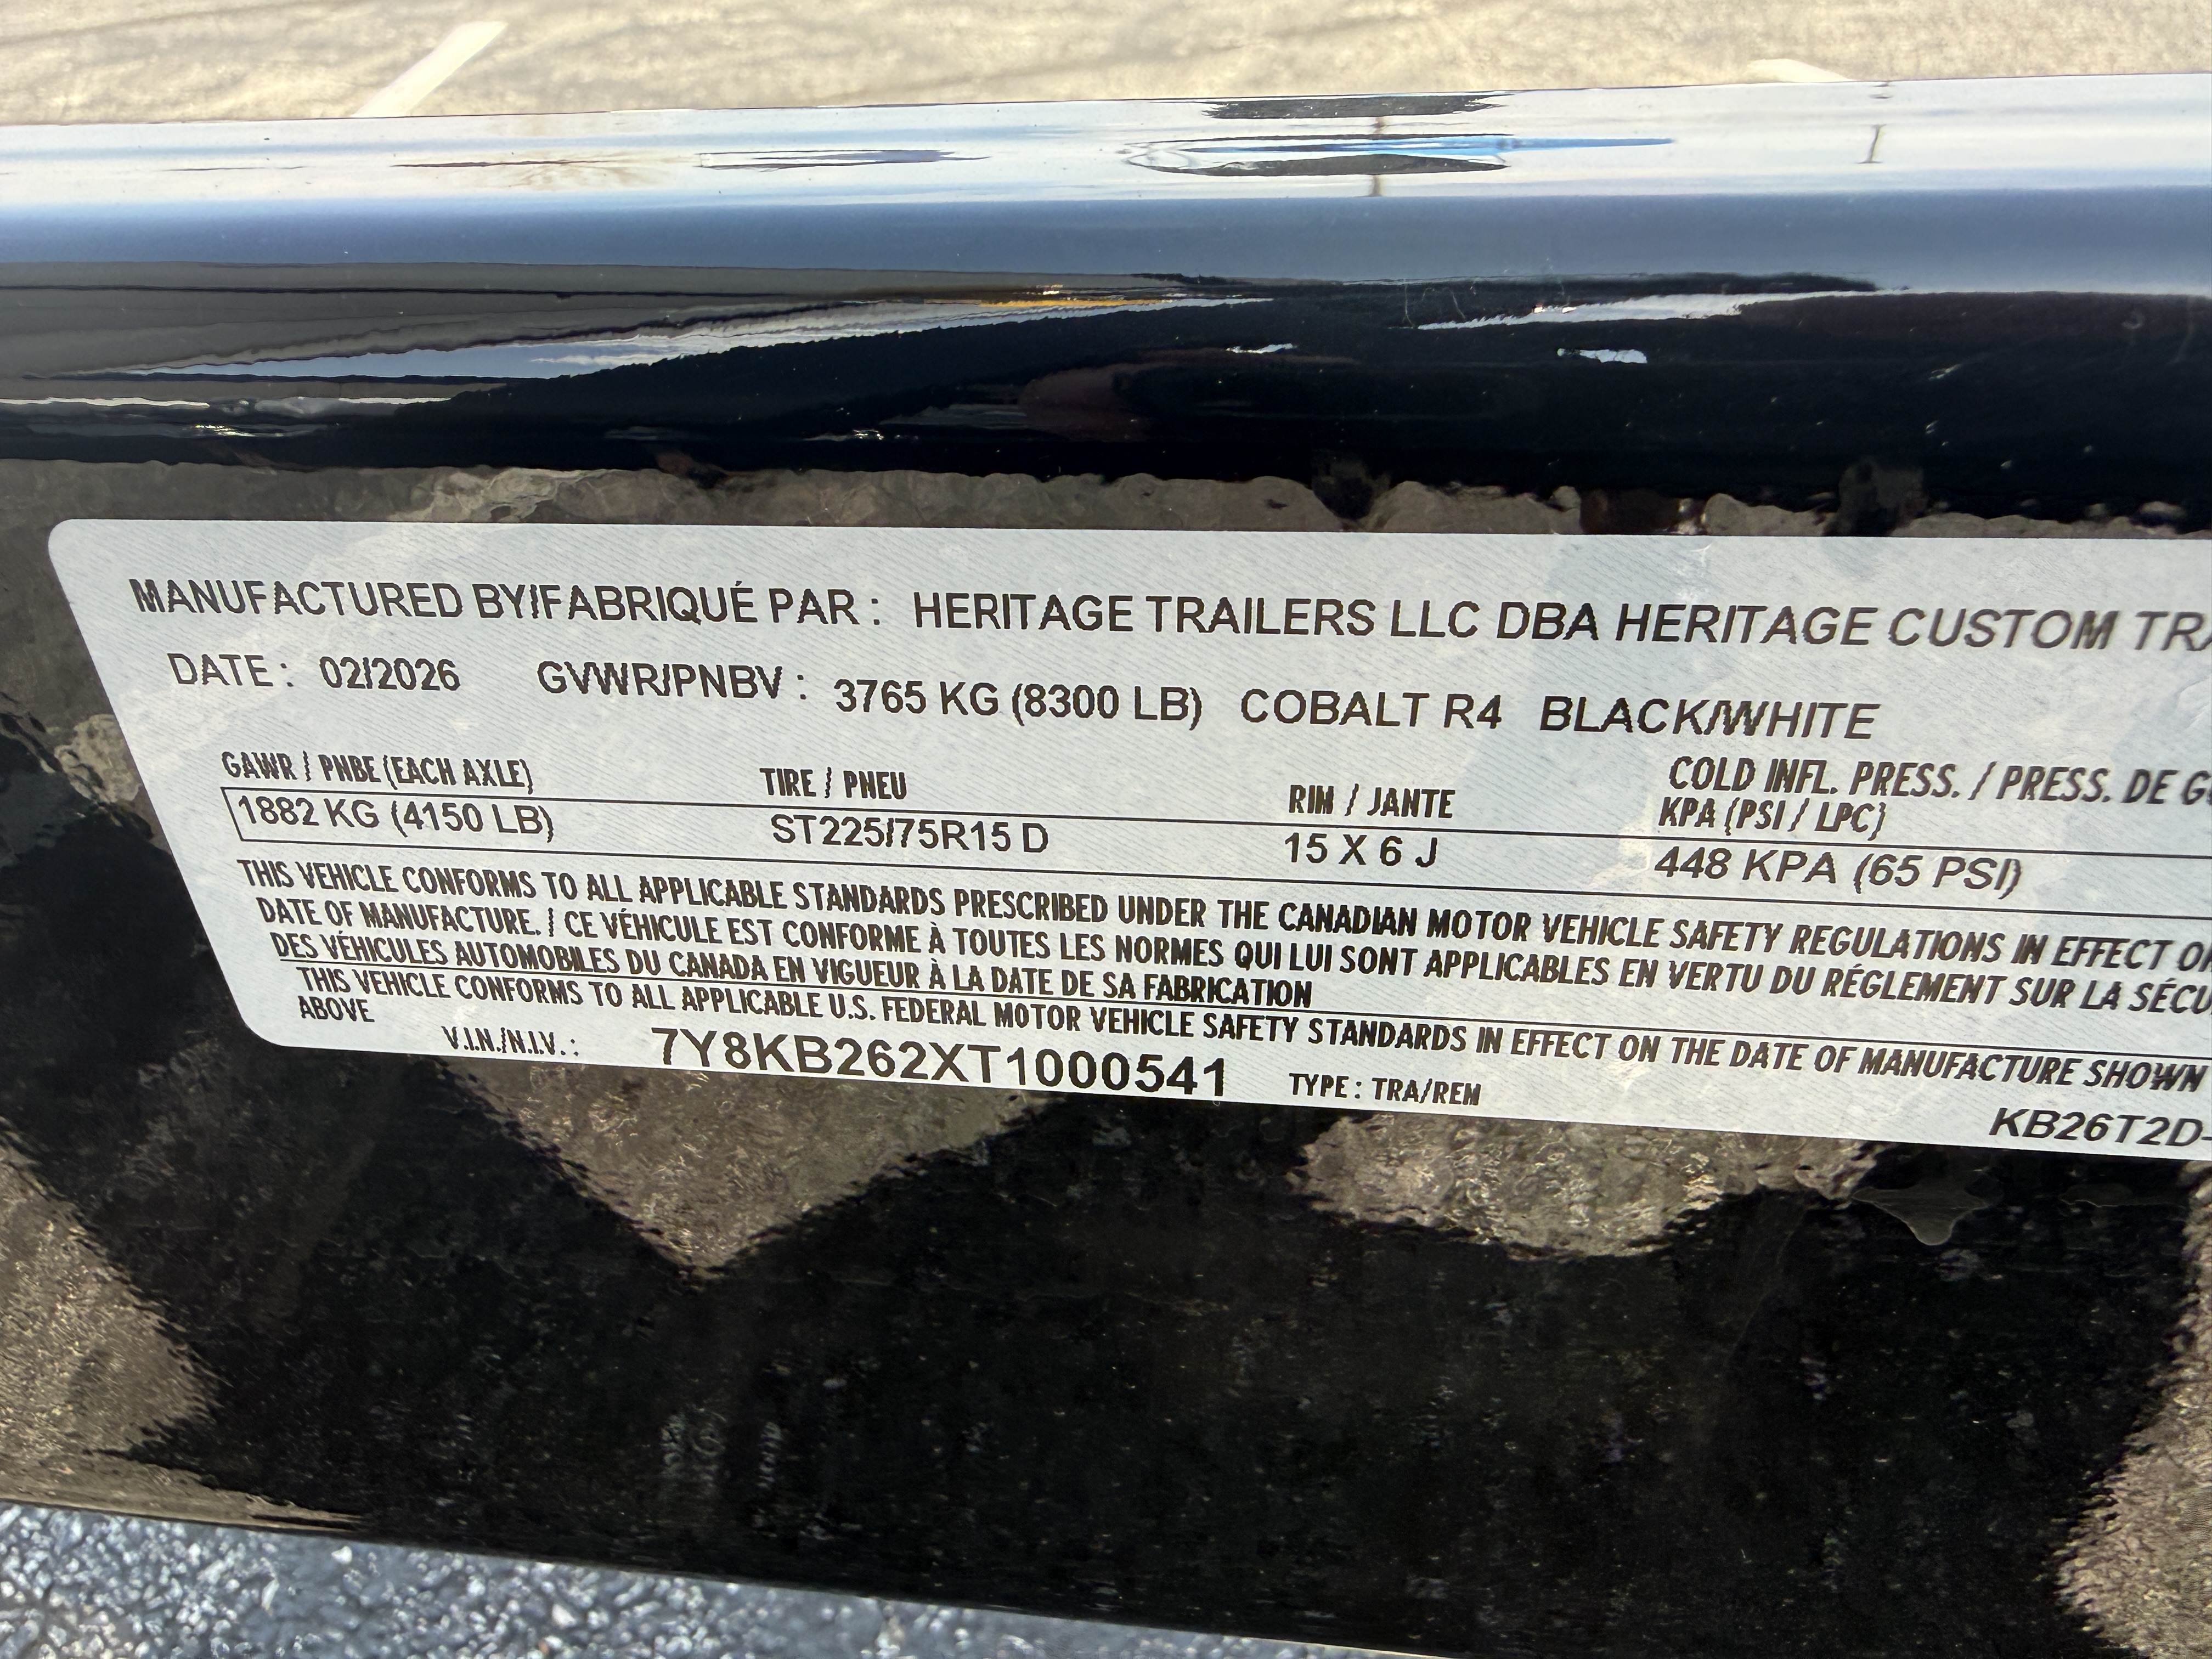 MANUFACTURED BY/FABRIQUÉ PAR : HERITAGE TRAILERS LLC DBA HERITAGE CUSTOM
DATE : 02/2026 GVWR/PNBV : 3765 KG (8300 LB) COBALT R4 BLACK/WHITE
GAWR / PNBE (EACH AXLE) TIRE / PNEU RIM / JANTE COLD INFL. PRESS. / PRESS. DE
KPA (PSI / LPC)
1882 KG (4150 LB) ST225/75R15 D 15 X 6 J 448 KPA (65 PSI)
THIS VEHICLE CONFORMS TO ALL APPLICABLE STANDARDS PRESCRIBED UNDER THE CANADIAN MOTOR VEHICLE SAFETY REGULATIONS IN EFFECT
DATE OF MANUFACTURE. / CE VÉHICULE EST CONFORME À TOUTES LES NORMES QUI LUI SONT APPLICABLES EN VERTU DU RÉGLEMENT SUR LA
DES VÉHICULES AUTOMOBILES DU CANADA EN VIGUEUR À LA DATE DE SA FABRICATION
THIS VEHICLE CONFORMS TO ALL APPLICABLE U.S. FEDERAL MOTOR VEHICLE SAFETY STANDARDS IN EFFECT ON THE DATE OF MANUFACTURE SHOWN
ABOVE
V.I.N./N.I.V. : 7Y8KB262XT1000541 TYPE : TRA/REM
KB26T2D-